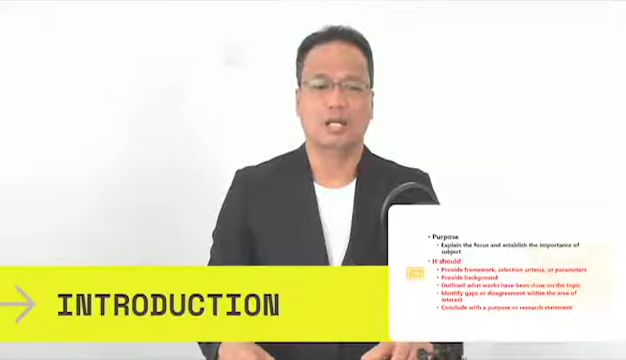 • Purpose
• Explain the focus and establish the importance of
subject
• It should:
• Provide framework, selection criteria, or parameters
• Provide background
• Outlined what works have been done on the topic
• Identify gaps or disagreement within the area of
interest
• Conclude with a purpose or research statement
INTRODUCTION